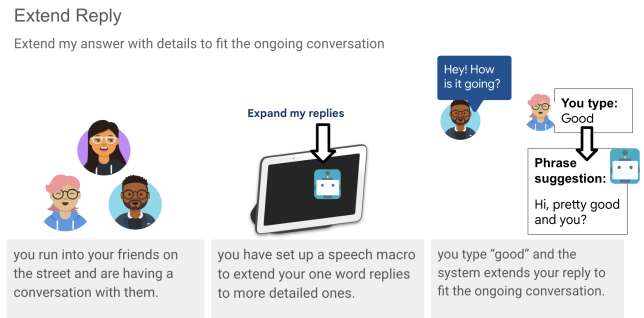 Extend Reply
Extend my answer with details to fit the ongoing conversation
Hey! How
is it going?
Expand my replies
You type:
Good
Phrase
suggestion:
Hi, pretty good
and you?
you run into your friends on
the street and are having a
conversation with them.
you have set up a speech macro
to extend your one word replies
to more detailed ones.
you type “good” and the
system extends your reply to
fit the ongoing conversation.